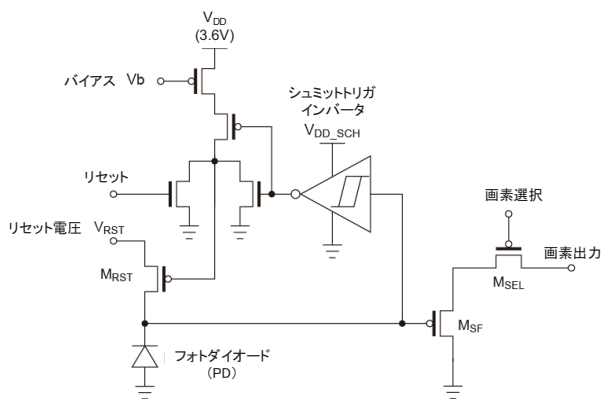 VDD
(3.6V)
バイアス Vb
シュミットトリガ
インバータ
VDD_SCH
リセット
画素選択
リセット電圧 VRST
画素出力
MRST
MSEL
MSF
フォトダイオード
(PD)